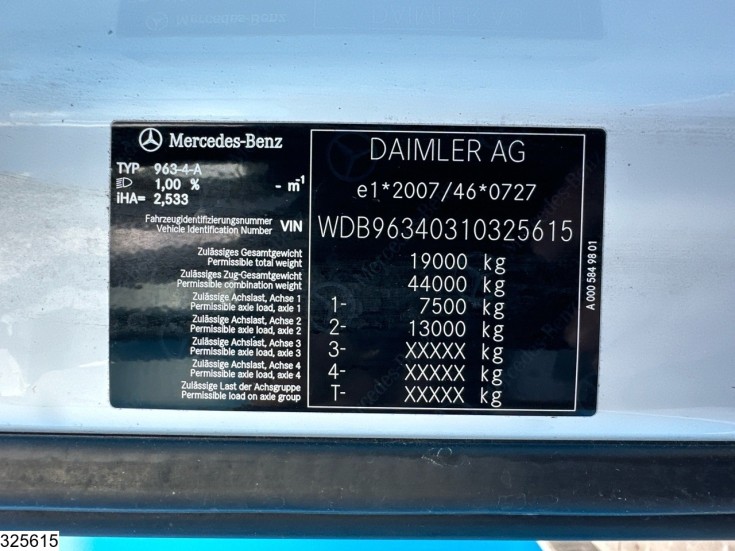 Mercedes-Benz
TYP 963-4-A
1,00 % - m-1
iHA= 2,533
Fahrzeugidentifizierungsnummer
Vehicle Identification Number VIN
DAIMLER AG
e1*2007/46*0727
WDB96340310325615
Zulässiges Gesamtgewicht
Permissible total weight 19000 kg
Zulässiges Zug-Gesamtgewicht
Permissible combination weight 44000 kg
Zulässige Achslast, Achse 1
Permissible axle load, axle 1 1- 7500 kg
Zulässige Achslast, Achse 2
Permissible axle load, axle 2 2- 13000 kg
Zulässige Achslast, Achse 3
Permissible axle load, axle 3 3- XXXXX kg
Zulässige Achslast, Achse 4
Permissible axle load, axle 4 4- XXXXX kg
Zulässige Last der Achsgruppe
Permissible load on axle group T- XXXXX kg
A 000 584 98 01
325615